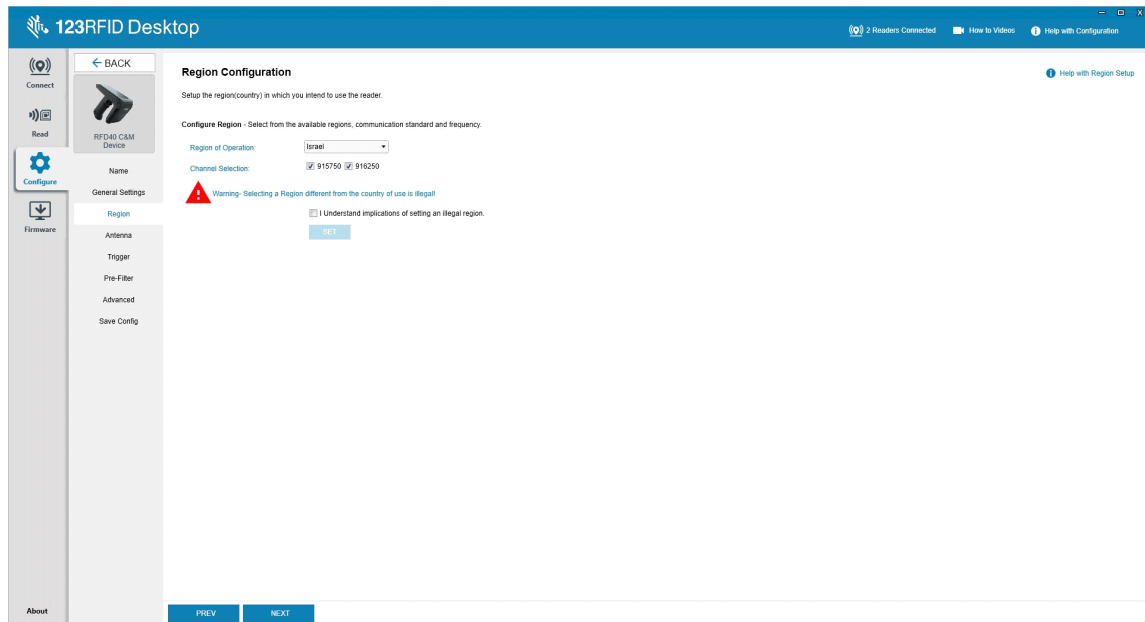 123RFID Desktop
2 Readers Connected
How to Videos
Help with Configuration
Connect
Read
Configure
Firmware
About
BACK
RFD40 C&M
Device
Name
General Settings
Region
Antenna
Trigger
Pre-Filter
Advanced
Save Config
Region Configuration
Help with Region Setup
Setup the region(country) in which you intend to use the reader.
Configure Region - Select from the available regions, communication standard and frequency.
Region of Operation: Israel
Channel Selection: 915750 916250
Warning- Selecting a Region different from the country of use is illegal!
I Understand implications of setting an illegal region.
SET
PREV NEXT